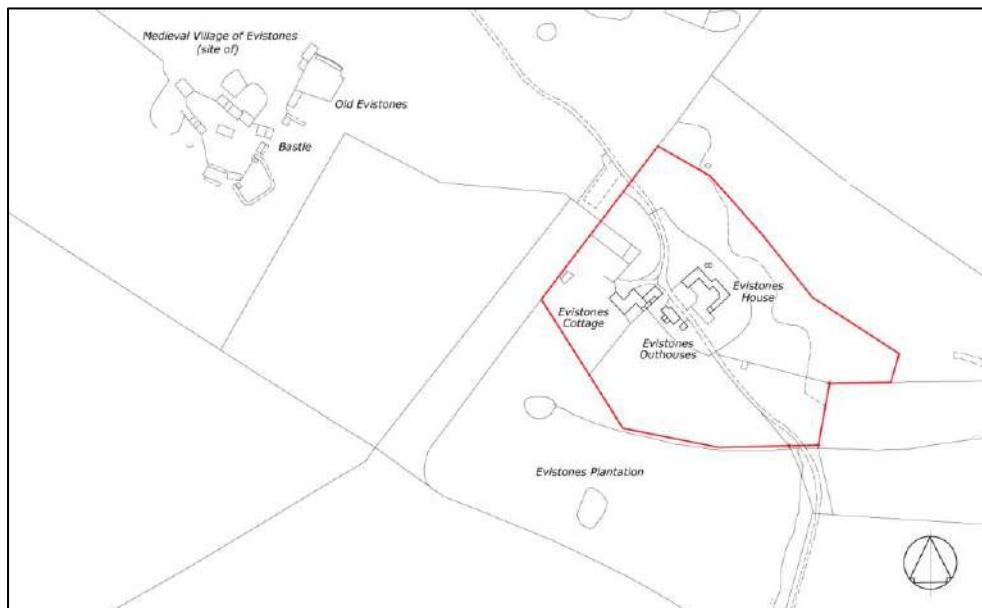 Medieval Village of Evistones
(site of)
Old Evistones
Bastle
Evistones
House
Evistones
Cottage
Evistones
Outhouses
Evistones Plantation